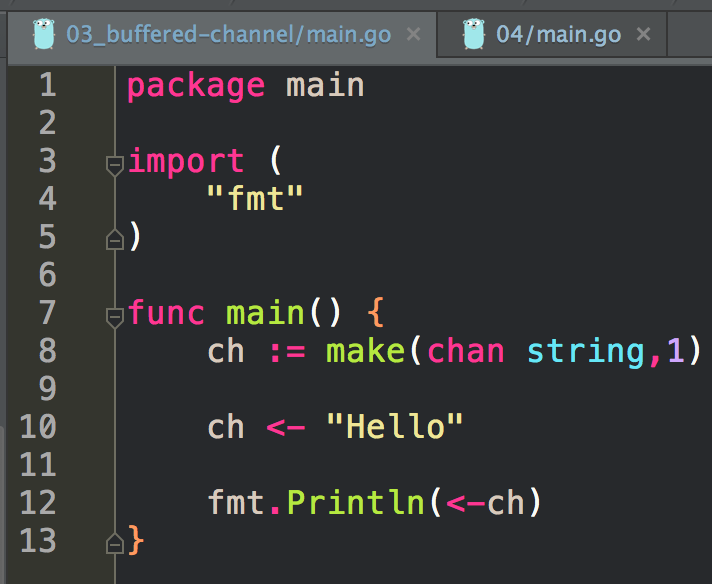 03_buffered-channel/main.go × 04/main.go ×
1 package main
2
3 import (
4     "fmt"
5 )
6
7 func main() {
8     ch := make(chan string,1)
9
10     ch <- "Hello"
11
12     fmt.Println(<-ch)
13 }